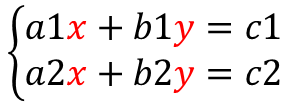 a1x + b1y = c1
a2x + b2y = c2